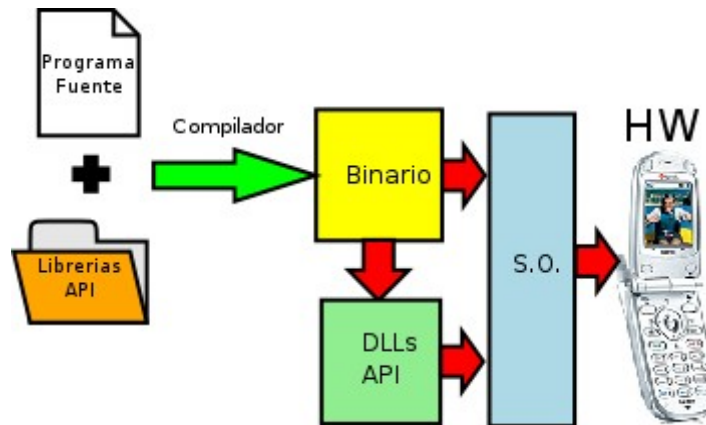 Programa
Fuente
Compilador
HW
Binario
S.O.
Librerias
API
DLLs
API